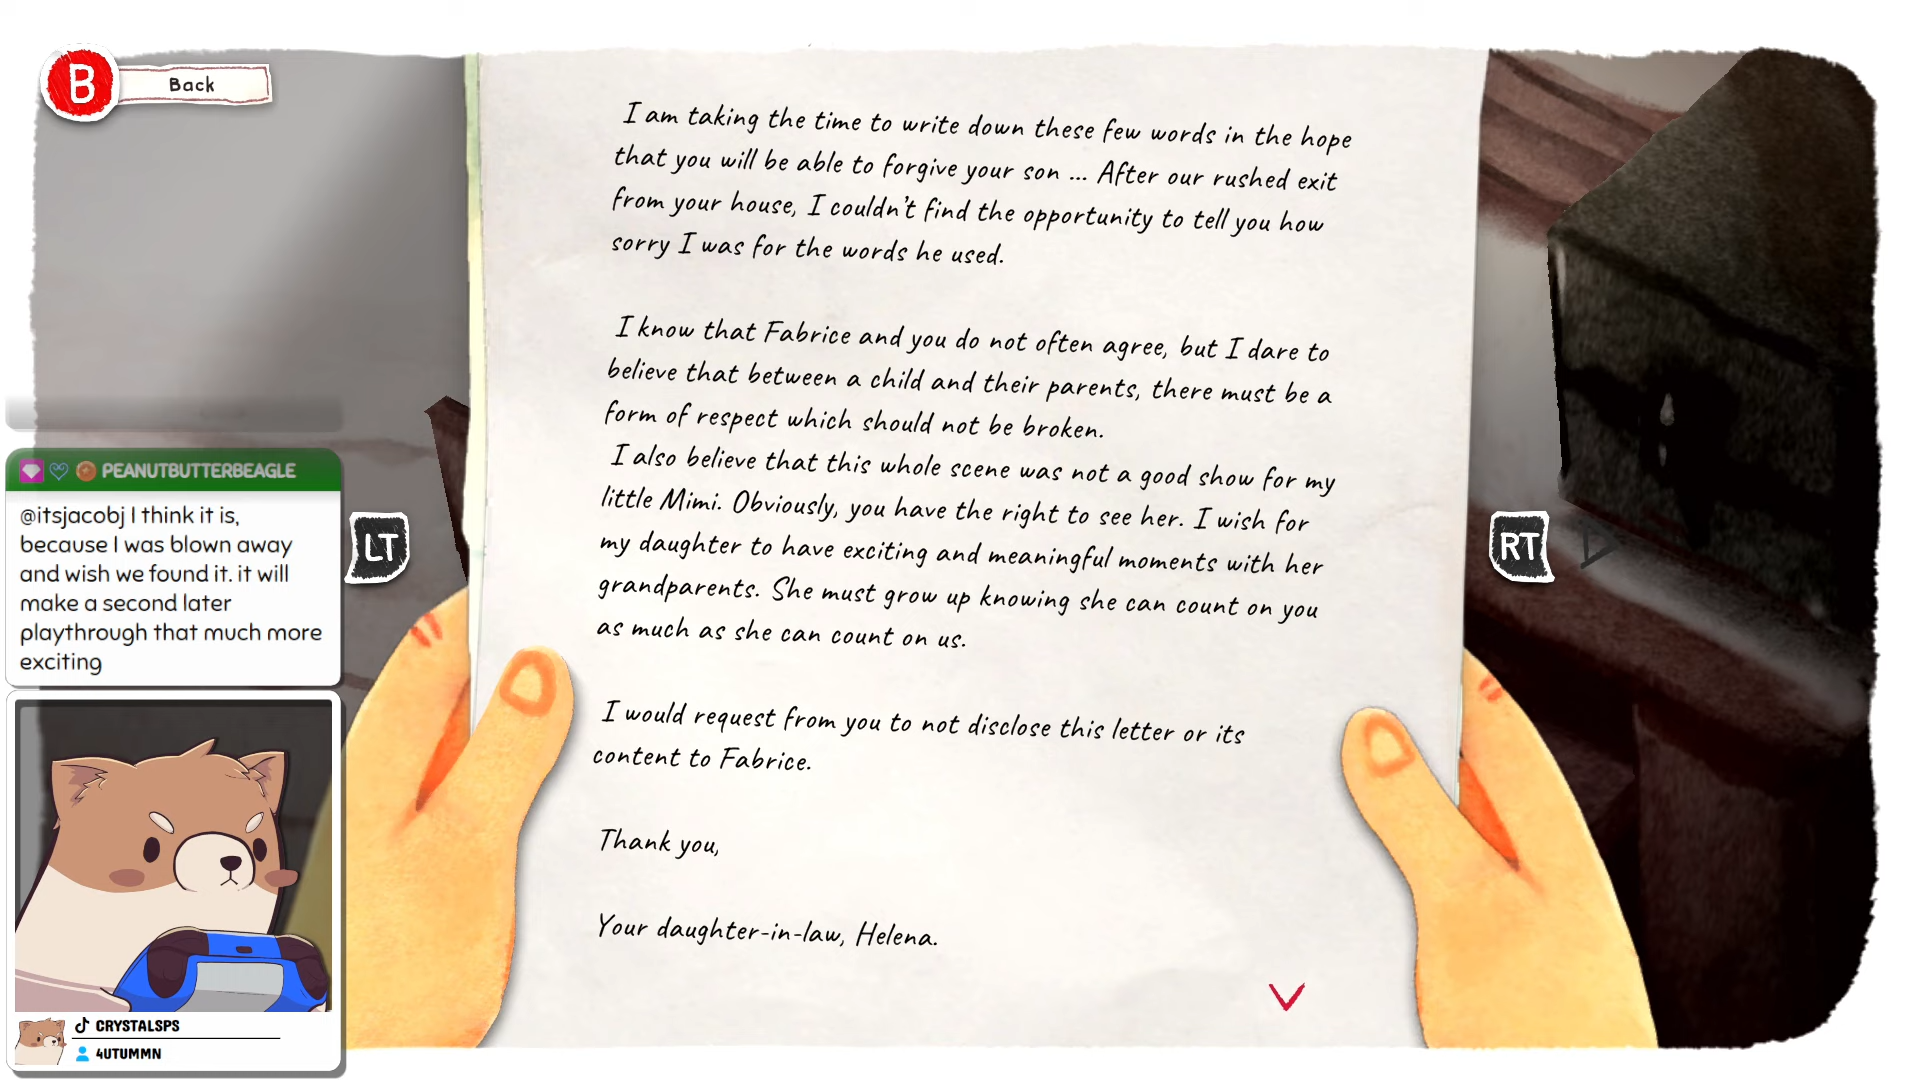 B
Back
I am taking the time to write down these few words in the hope
that you will be able to forgive your son ... After our rushed exit
from your house, I couldn't find the opportunity to tell you how
sorry I was for the words he used.
I know that Fabrice and you do not often agree, but I dare to
believe that between a child and their parents, there must be a
form of respect which should not be broken.
I also believe that this whole scene was not a good show for my
little Mimi. Obviously, you have the right to see her. I wish for
my daughter to have exciting and meaningful moments with her
grandparents. She must grow up knowing she can count on you
as much as she can count on us.
I would request from you to not disclose this letter or its
content to Fabrice.
Thank you,
Your daughter-in-law, Helena.
LT
RT
PEANUTBUTTERBEAGLE
@itsjacobj I think it is,
because I was blown away
and wish we found it. it will
make a second later
playthrough that much more
exciting
CRYSTALSPS
4UTUMMN